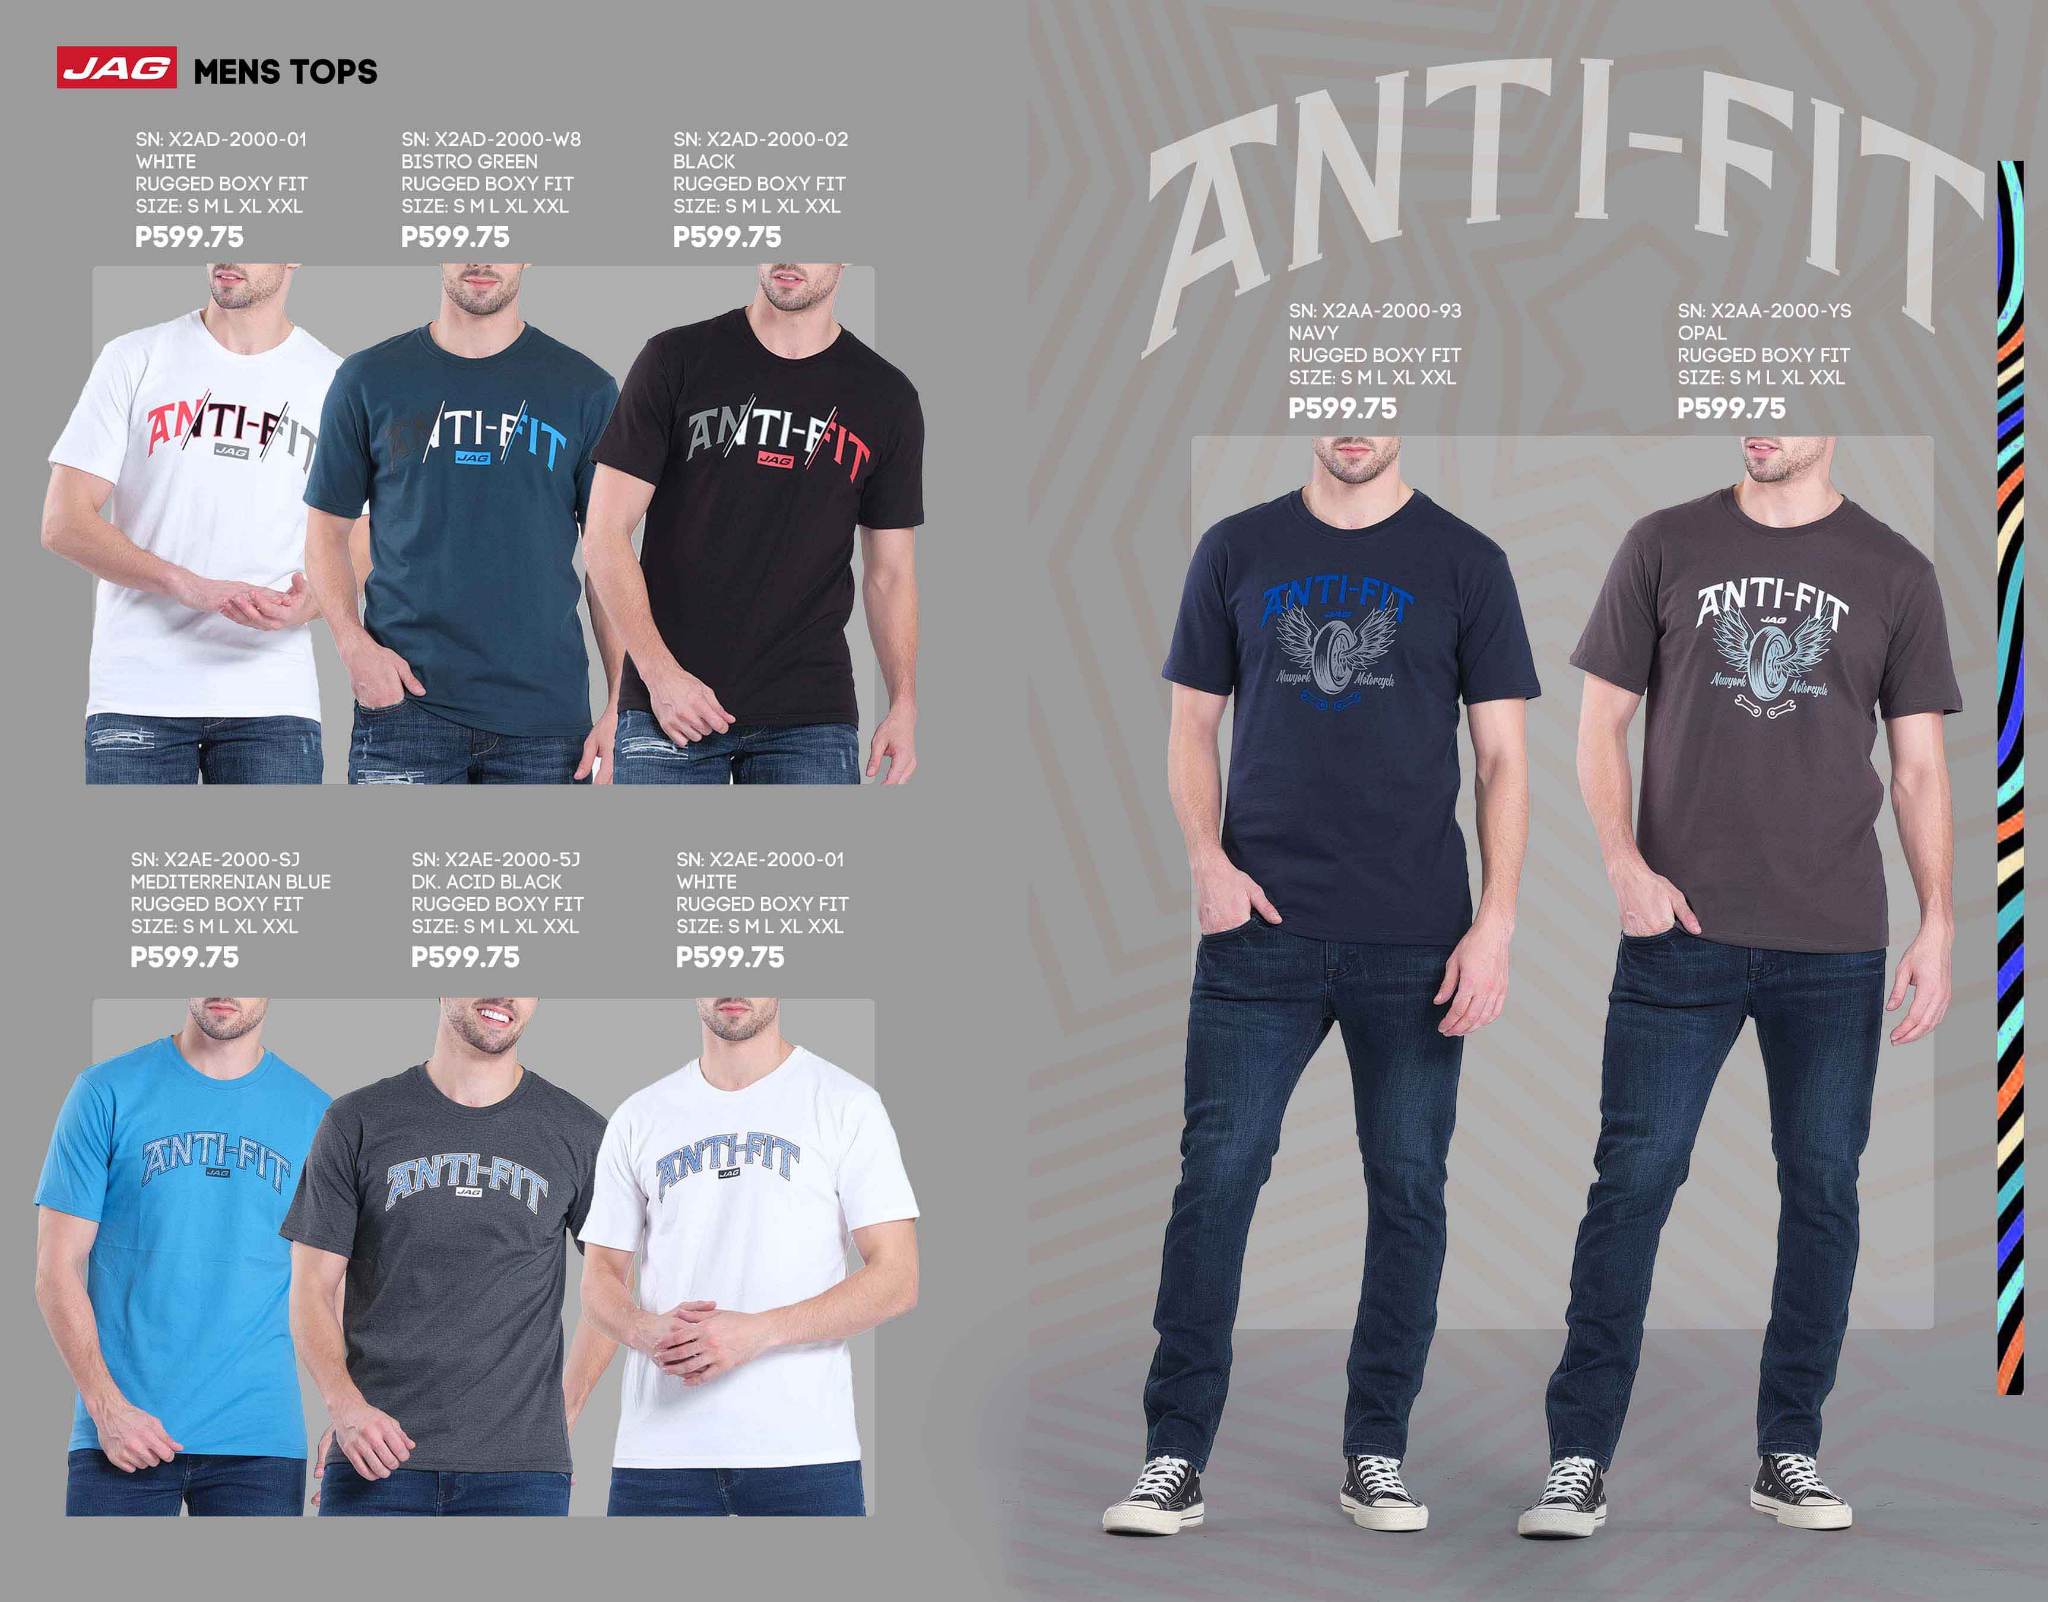 JAG MENS TOPS
SN: X2AD-2000-01
WHITE
RUGGED BOXY FIT
SIZE: S M L XL XXL
P599.75
SN: X2AD-2000-W8
BISTRO GREEN
RUGGED BOXY FIT
SIZE: S M L XL XXL
P599.75
SN: X2AD-2000-02
BLACK
RUGGED BOXY FIT
SIZE: S M L XL XXL
P599.75
ANTI-FIT
JAG
ANTI-FIT
JAG
ANTI-FIT
JAG
SN: X2AE-2000-SJ
MEDITERRENIAN BLUE
RUGGED BOXY FIT
SIZE: S M L XL XXL
P599.75
SN: X2AE-2000-5J
DK. ACID BLACK
RUGGED BOXY FIT
SIZE: S M L XL XXL
P599.75
SN: X2AE-2000-01
WHITE
RUGGED BOXY FIT
SIZE: S M L XL XXL
P599.75
ANTI-FIT
JAG
ANTI-FIT
JAG
ANTI-FIT
JAG
ANTI-FIT
SN: X2AA-2000-93
NAVY
RUGGED BOXY FIT
SIZE: S M L XL XXL
P599.75
SN: X2AA-2000-YS
OPAL
RUGGED BOXY FIT
SIZE: S M L XL XXL
P599.75
ANTI-FIT
JAG
Newyork Motorcycle
ANTI-FIT
JAG
Newyork Motorcycle